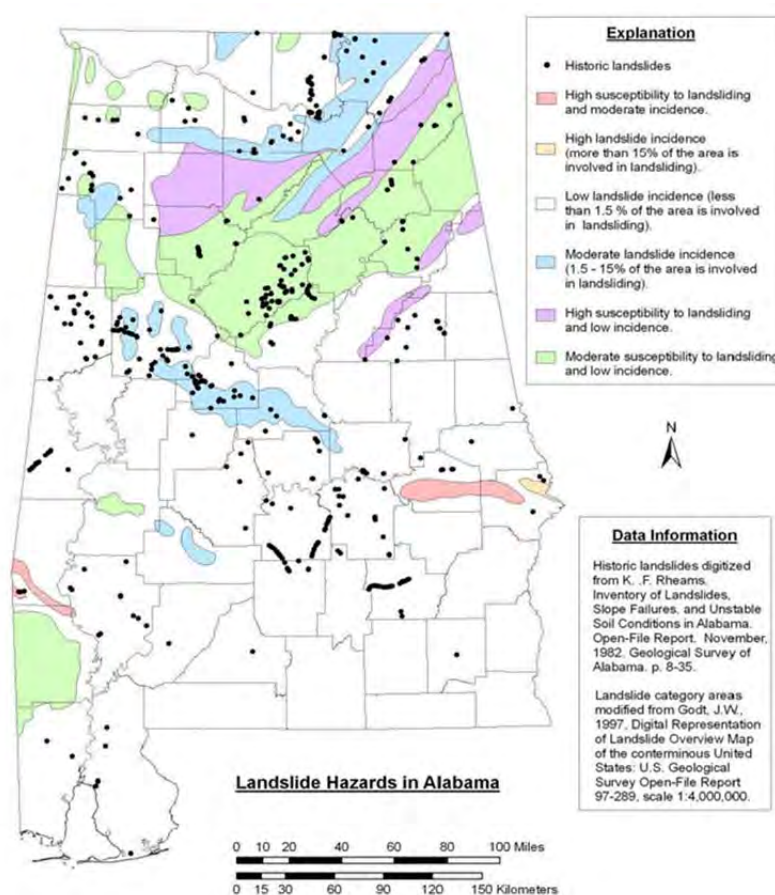 Explanation
Historic landslides
High susceptibility to landsliding
and moderate incidence.
High landslide incidence
(more than 15% of the area is
involved in landsliding).
Low landslide incidence (less
than 1.5 % of the area is involved
in landsliding).
Moderate landslide incidence
(1.5 - 15% of the area is involved
in landsliding).
High susceptibility to landsliding
and low incidence.
Moderate susceptibility to landsliding
and low incidence.
N
Data Information
Historic landslides digitized
from K. .F. Rheams,
Inventory of Landslides,
Slope Failures, and Unstable
Soil Conditions in Alabama.
Open-File Report. November,
1982, Geological Survey of
Alabama. p. 8-35.
Landslide category areas
modified from Godt, J.W.,
1997, Digital Representation
of Landslide Overview Map
of the conterminous United
States: U.S. Geological
Survey Open-File Report
97-289, scale 1:4,000,000.
Landslide Hazards in Alabama
0 10 20 40 60 80 100 Miles
0 15 30 60 90 120 150 Kilometers